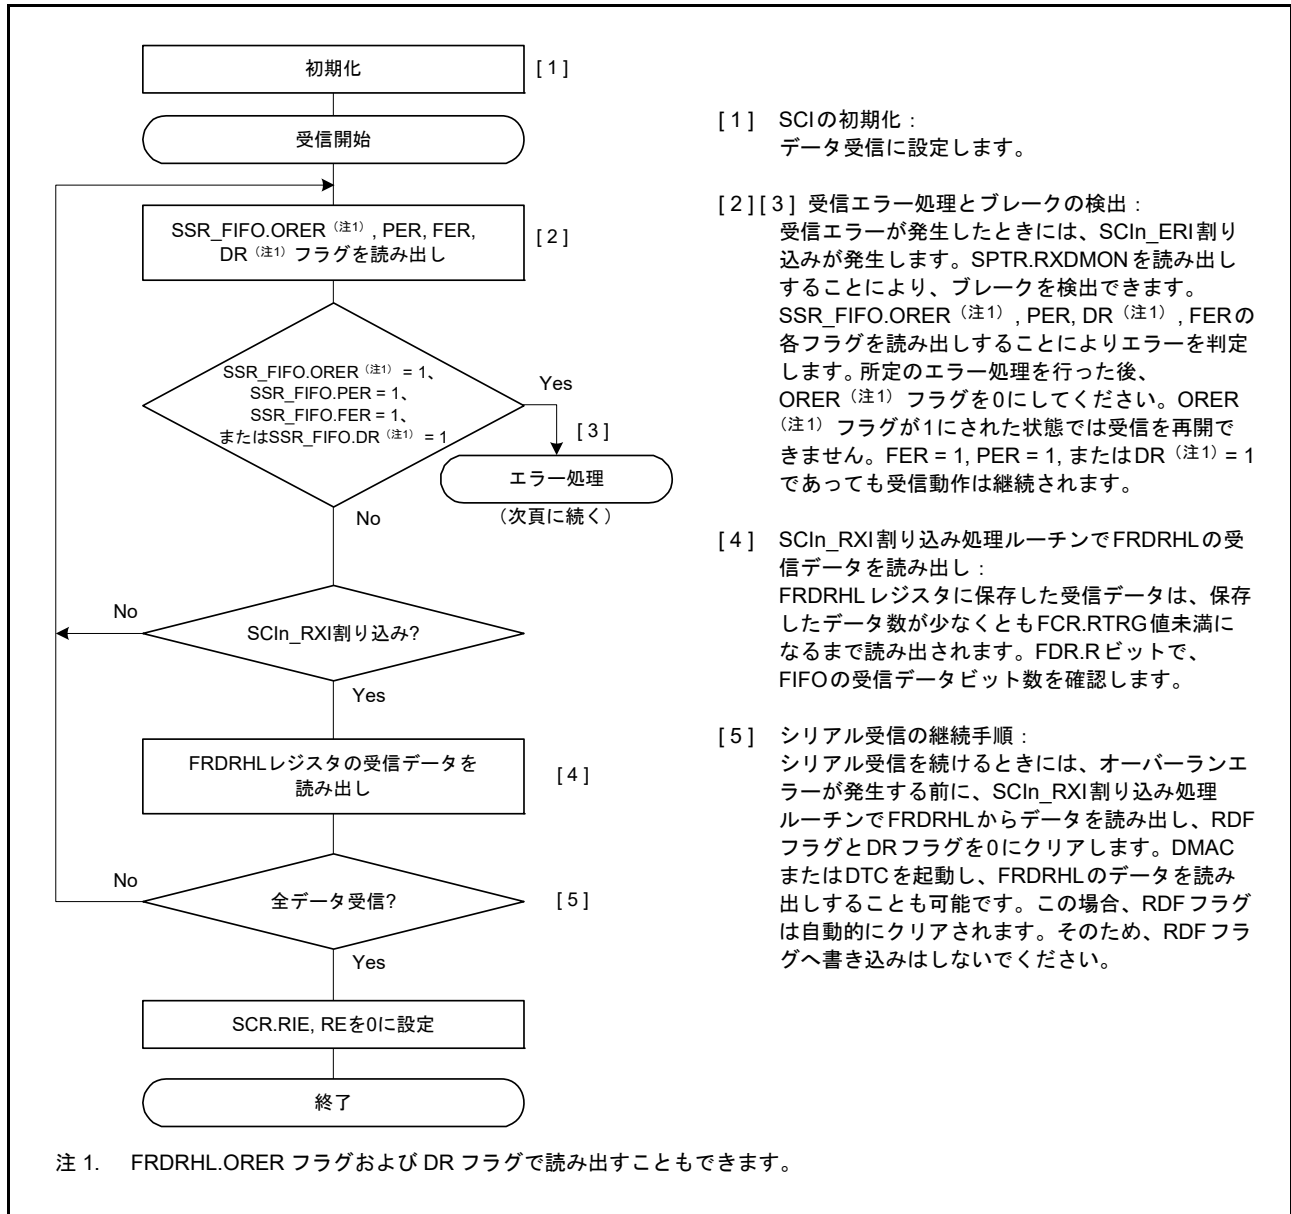 初期化
[ 1 ]
受信開始
SSR_FIFO.ORER（注1）, PER, FER,
DR（注1）フラグを読み出し
[ 2 ]
SSR_FIFO.ORER（注1）= 1、
SSR_FIFO.PER = 1、
SSR_FIFO.FER = 1、
またはSSR_FIFO.DR（注1）= 1
Yes
[ 3 ]
エラー処理
（次頁に続く）
No
SCIn_RXI割り込み?
No
Yes
FRDRHLレジスタの受信データを
読み出し
[ 4 ]
全データ受信?
No
[ 5 ]
Yes
SCR.RIE, REを0に設定
終了
[ 1 ] SCIの初期化：
データ受信に設定します。
[ 2 ] [ 3 ] 受信エラー処理とブレークの検出：
受信エラーが発生したときには、SCIn_ERI割り
込みが発生します。SPTR.RXDMONを読み出し
することにより、ブレークを検出できます。
SSR_FIFO.ORER（注1）, PER, DR（注1）, FERの
各フラグを読み出しすることによりエラーを判定
します。所定のエラー処理を行った後、
ORER（注1）フラグを0にしてください。ORER
（注1）フラグが1にされた状態では受信を再開で
きません。FER = 1, PER = 1, またはDR（注1）= 1
であっても受信動作は継続されます。
[ 4 ] SCIn_RXI割り込み処理ルーチンでFRDRHLの受
信データを読み出し：
FRDRHLレジスタに保存した受信データは、保存
したデータ数が少なくともFCR.RTRG値未満に
なるまで読み出されます。FDR.Rビットで、
FIFOの受信データビット数を確認します。
[ 5 ] シリアル受信の継続手順：
シリアル受信を続けるときには、オーバーランエ
ラーが発生する前に、SCIn_RXI割り込み処理
ルーチンでFRDRHLからデータを読み出し、RDF
フラグとDRフラグを0にクリアします。DMAC
またはDTCを起動し、FRDRHLのデータを読み
出しすることも可能です。この場合、RDFフラグ
は自動的にクリアされます。そのため、RDFフラ
グへ書き込みはしないでください。
注 1. FRDRHL.ORER フラグおよび DR フラグで読み出すこともできます。